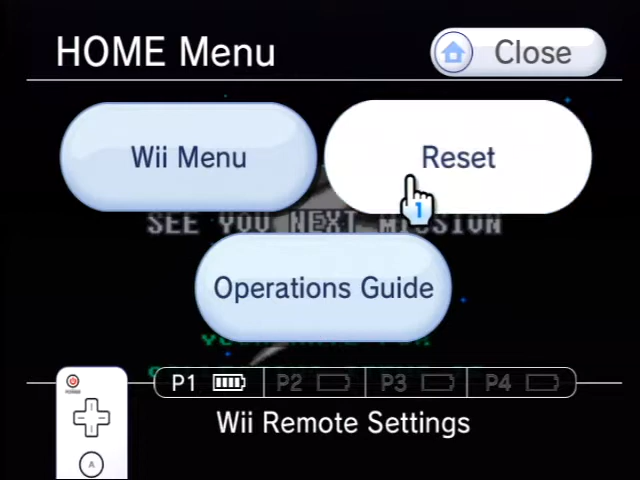 HOME Menu
Close
Wii Menu
Reset
SEE YOU NEXT MISSION
Operations Guide
P1 P2 P3 P4
Wii Remote Settings
A
1